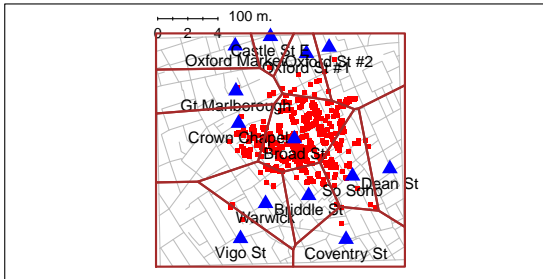 100 m.
0 2 4
Castle St E
Oxford Market
Oxford St #2
Oxford St #1
Gt Marlborough
Crown Chapel
Broad St
So Soho
Dean St
Briddle St
Warwick
Vigo St
Coventry St